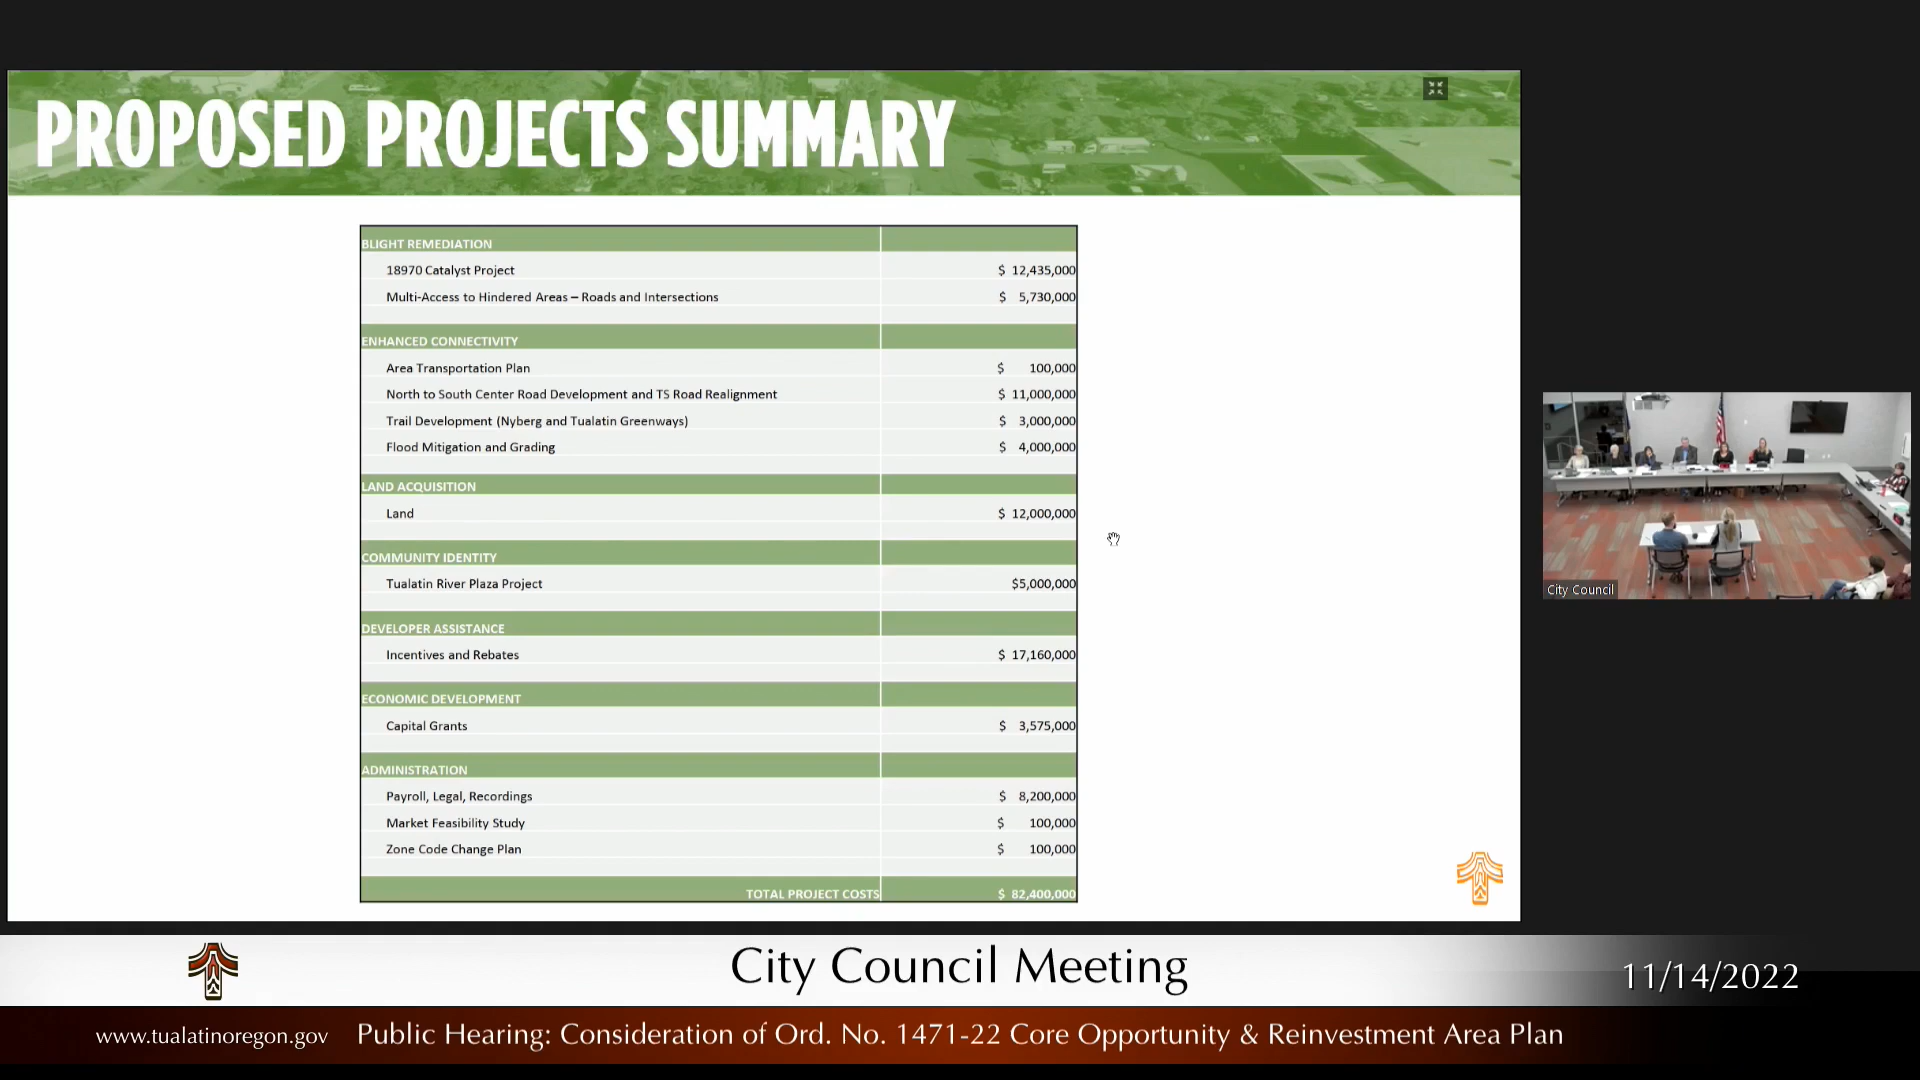 PROPOSED PROJECTS SUMMARY
BLIGHT REMEDIATION
18970 Catalyst Project $ 12,435,000
Multi-Access to Hindered Areas – Roads and Intersections $ 5,730,000
ENHANCED CONNECTIVITY
Area Transportation Plan $ 100,000
North to South Center Road Development and TS Road Realignment $ 11,000,000
Trail Development (Nyberg and Tualatin Greenways) $ 3,000,000
Flood Mitigation and Grading $ 4,000,000
LAND ACQUISITION
Land $ 12,000,000
COMMUNITY IDENTITY
Tualatin River Plaza Project $5,000,000
DEVELOPER ASSISTANCE
Incentives and Rebates $ 17,160,000
ECONOMIC DEVELOPMENT
Capital Grants $ 3,575,000
ADMINISTRATION
Payroll, Legal, Recordings $ 8,200,000
Market Feasibility Study $ 100,000
Zone Code Change Plan $ 100,000
TOTAL PROJECT COSTS $ 82,400,000
City Council
City Council Meeting
11/14/2022
www.tualatinoregon.gov
Public Hearing: Consideration of Ord. No. 1471-22 Core Opportunity & Reinvestment Area Plan